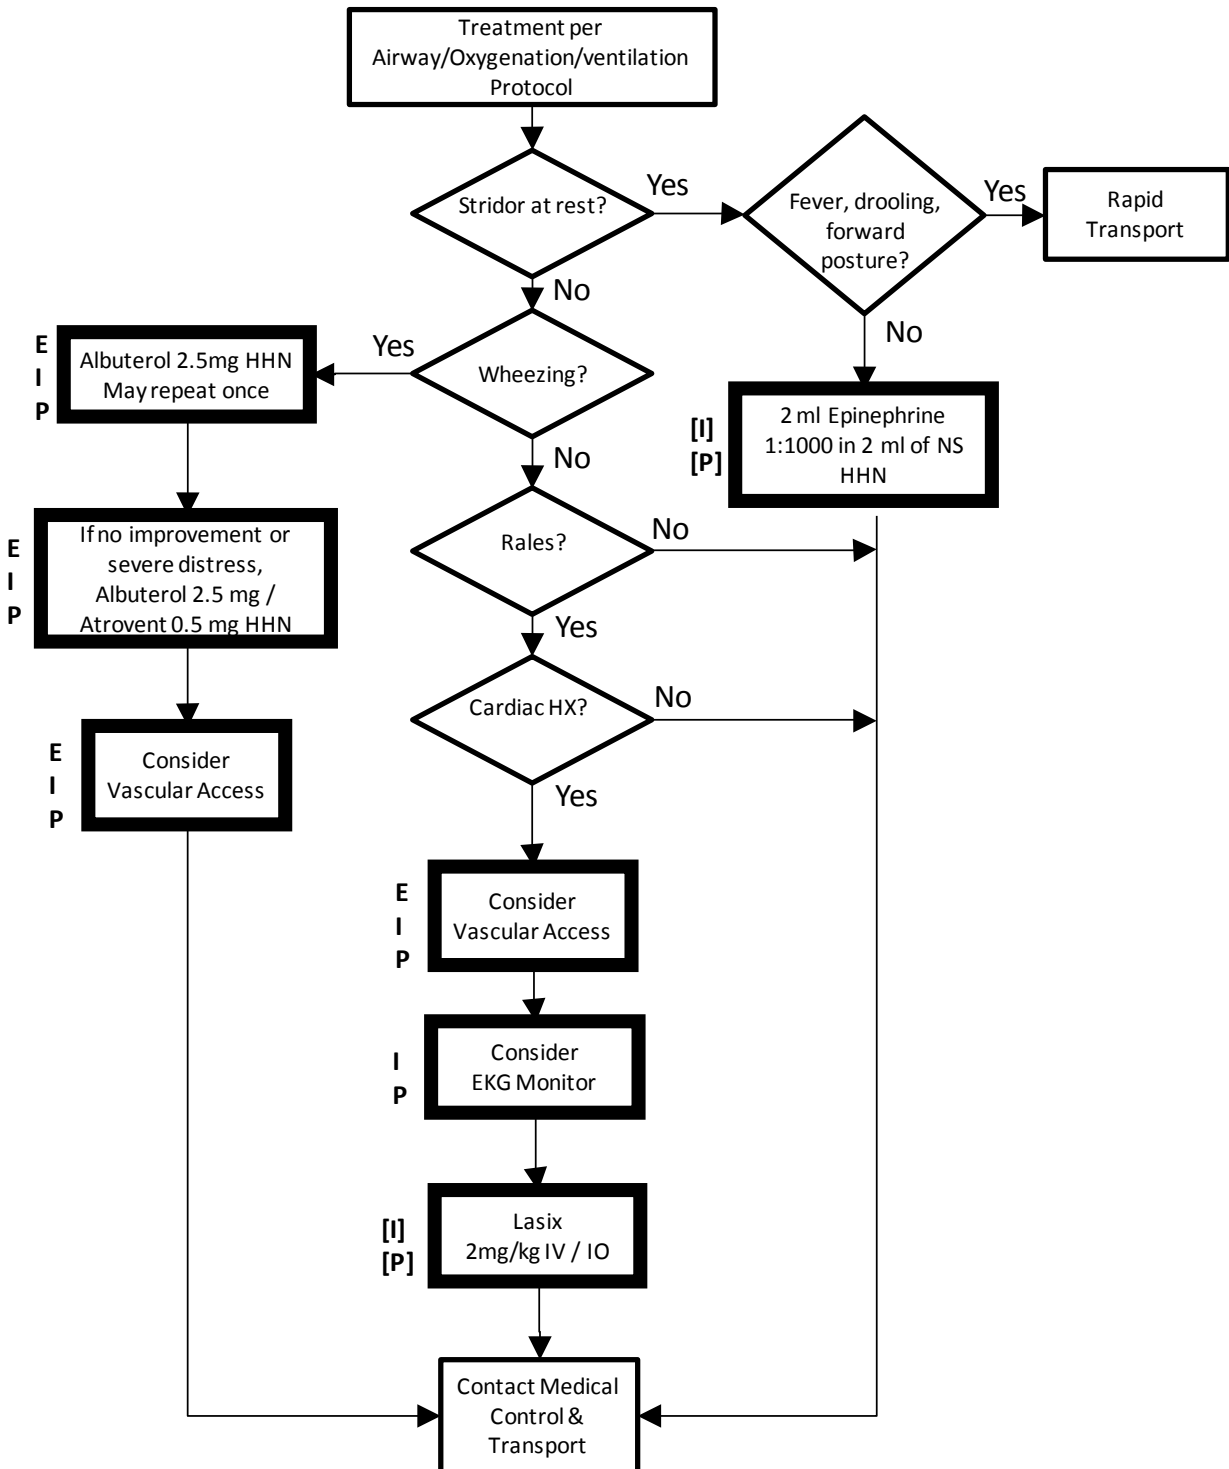 Treatment per
Airway/Oxygenation/ventilation
Protocol
Stridor at rest?
Yes
Fever, drooling,
forward
posture?
Yes
Rapid
Transport
No
No
E
I
P
Albuterol 2.5mg HHN
May repeat once
Yes
Wheezing?
[I]
[P]
2 ml Epinephrine
1:1000 in 2 ml of NS
HHN
No
E
I
P
If no improvement or
severe distress,
Albuterol 2.5 mg /
Atrovent 0.5 mg HHN
Rales?
No
Yes
E
I
P
Consider
Vascular Access
Cardiac HX?
No
Yes
E
I
P
Consider
Vascular Access
I
P
Consider
EKG Monitor
[I]
[P]
Lasix
2mg/kg IV / IO
Contact Medical
Control &
Transport